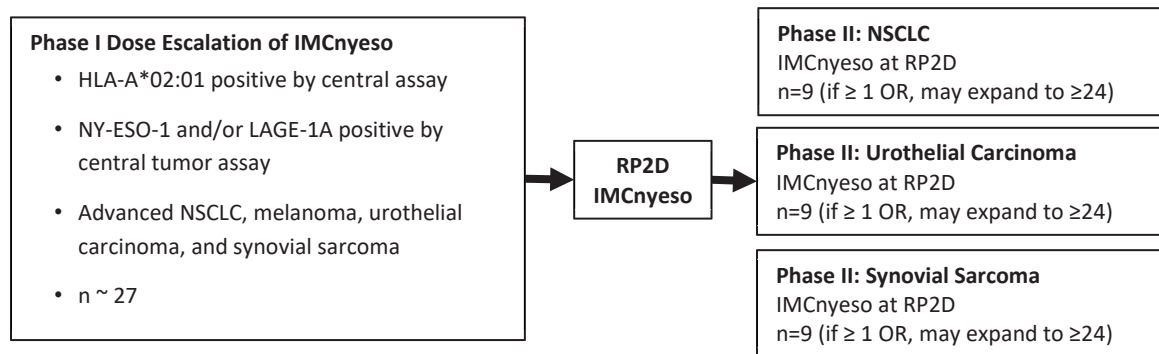 Phase I Dose Escalation of IMCnyeso
• HLA-A*02:01 positive by central assay
• NY-ESO-1 and/or LAGE-1A positive by
central tumor assay
• Advanced NSCLC, melanoma, urothelial
carcinoma, and synovial sarcoma
• n ~ 27
RP2D
IMCnyeso
Phase II: NSCLC
IMCnyeso at RP2D
n=9 (if ≥ 1 OR, may expand to ≥24)
Phase II: Urothelial Carcinoma
IMCnyeso at RP2D
n=9 (if ≥ 1 OR, may expand to ≥24)
Phase II: Synovial Sarcoma
IMCnyeso at RP2D
n=9 (if ≥ 1 OR, may expand to ≥24)